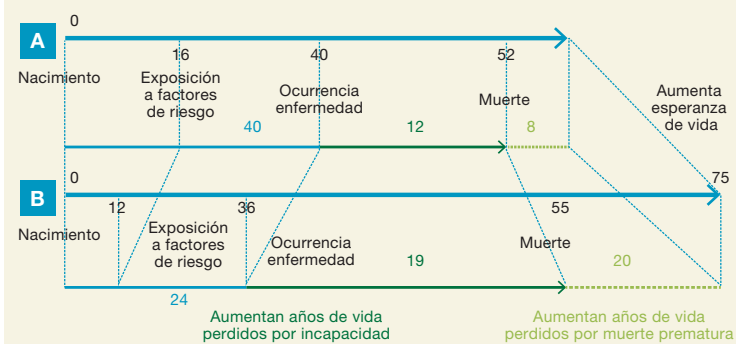 A
0
16
40
52
Nacimiento
Exposición
a factores
de riesgo
Ocurrencia
enfermedad
Muerte
Aumenta
esperanza
de vida
40
12
8
B
0
75
12
36
55
Nacimiento
Exposición
a factores
de riesgo
Ocurrencia
enfermedad
Muerte
19
20
24
Aumentan años de vida
perdidos por incapacidad
Aumentan años de vida
perdidos por muerte prematura